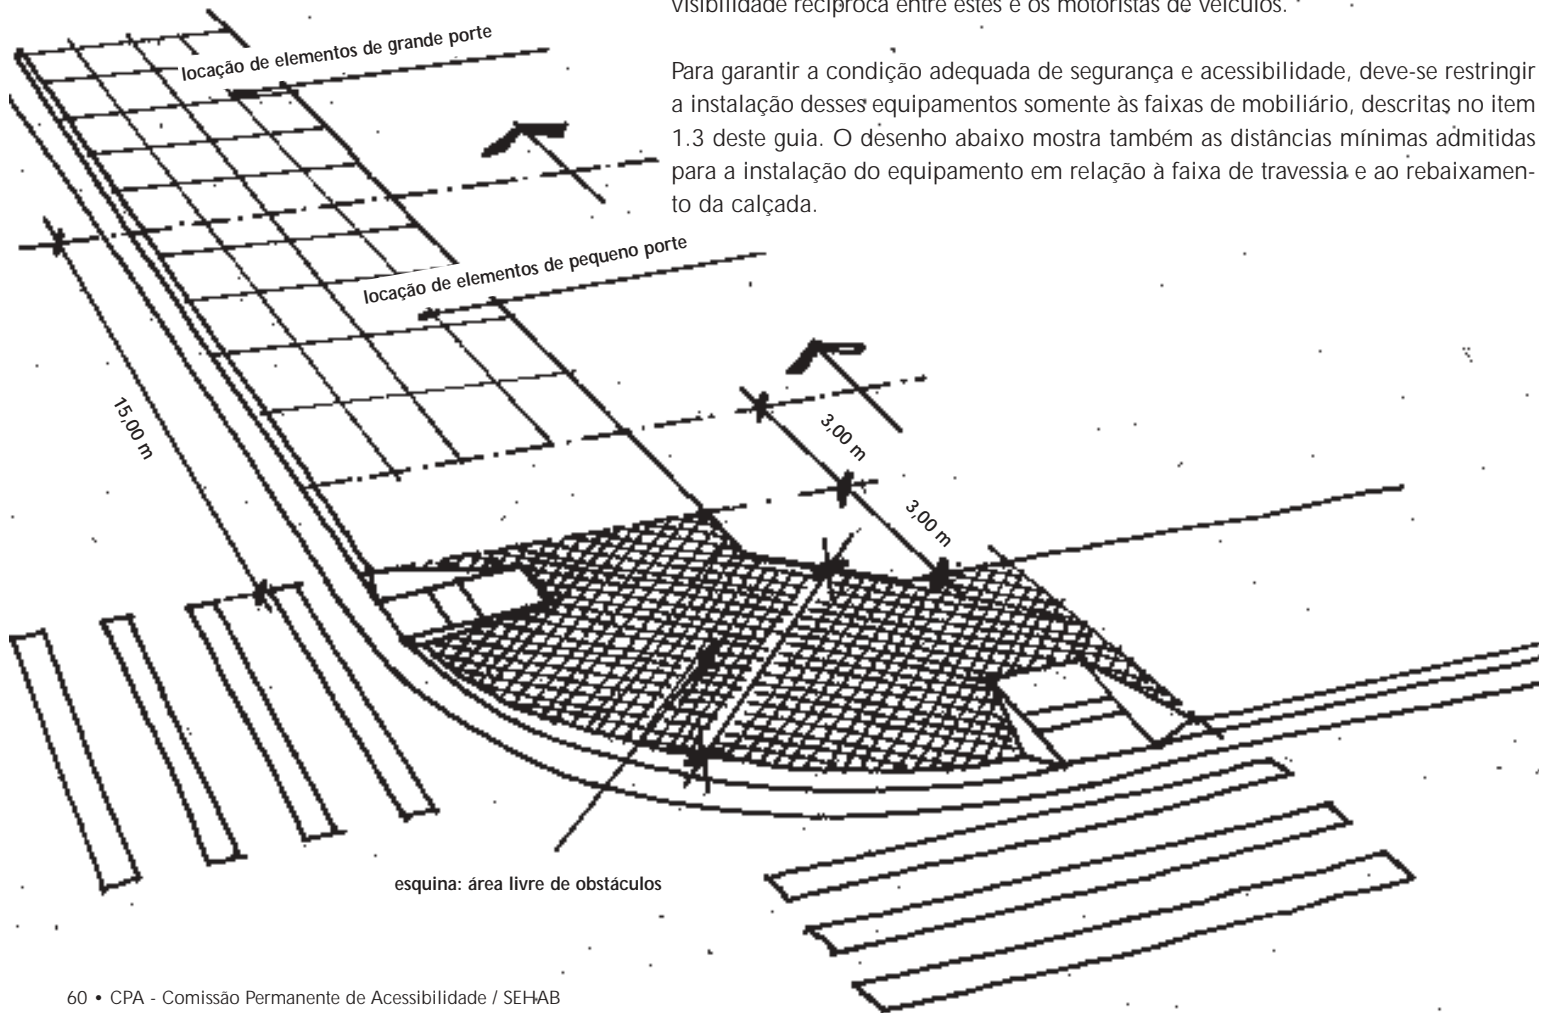 visibilidade recíproca entre estes e os motoristas de veículos.
Para garantir a condição adequada de segurança e acessibilidade, deve-se restringir
a instalação desses equipamentos somente às faixas de mobiliário, descritas no item
1.3 deste guia. O desenho abaixo mostra também as distâncias mínimas admitidas
para a instalação do equipamento em relação à faixa de travessia e ao rebaixamen-
to da calçada.
locação de elementos de grande porte
locação de elementos de pequeno porte
15,00 m
3,00 m
3,00 m
esquina: área livre de obstáculos
60 • CPA - Comissão Permanente de Acessibilidade / SEHAB